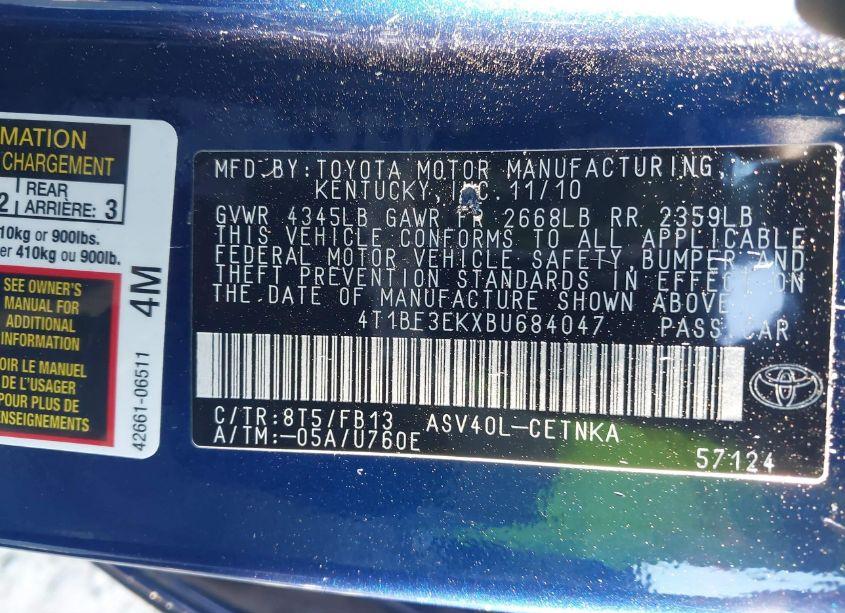 MATION
CHARGEMENT
2 REAR ARRIÈRE: 3
10kg or 900lbs.
er 410kg ou 900lb.
SEE OWNER'S
MANUAL FOR
ADDITIONAL
INFORMATION
OIR LE MANUEL
DE L'USAGER
POUR PLUS DE
ENSEIGNEMENTS
4M
42661-06511
MFD BY: TOYOTA MOTOR MANUFACTURING,
KENTUCKY, INC. 11/10
GVWR 4345LB GAWR FR 2668LB RR 2359LB
THIS VEHICLE CONFORMS TO ALL APPLICABLE
FEDERAL MOTOR VEHICLE SAFETY, BUMPER AND
THEFT PREVENTION STANDARDS IN EFFECT ON
THE DATE OF MANUFACTURE SHOWN ABOVE.
4T1BF3EKXBU684047 PASS CAR
C/TR:8T5/FB13 ASV40L-CETNKA
A/TM:-05A/U760E
57124